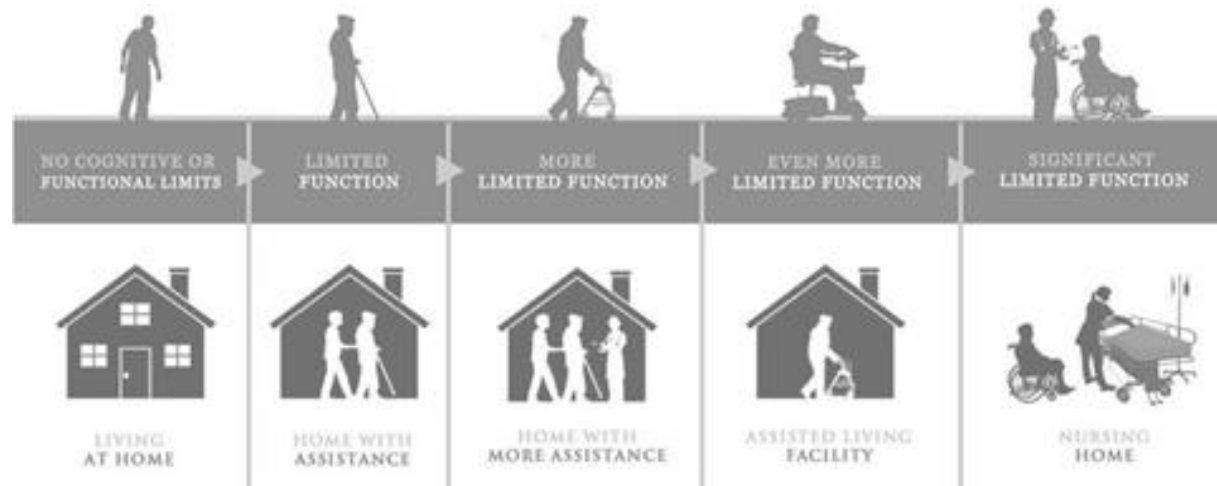 NO COGNITIVE OR
FUNCTIONAL LIMITS
LIMITED
FUNCTION
MORE
LIMITED FUNCTION
EVEN MORE
LIMITED FUNCTION
SIGNIFICANT
LIMITED FUNCTION
LIVING
AT HOME
HOME WITH
ASSISTANCE
HOME WITH
MORE ASSISTANCE
ASSISTED LIVING
FACILITY
NURSING
HOME